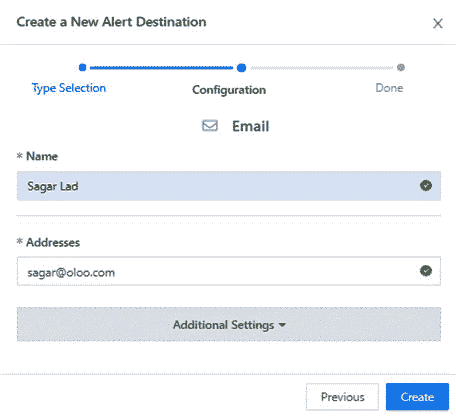 Create a New Alert Destination
Type Selection
Configuration
Done
Email
* Name
Sagar Lad
* Addresses
sagar@oloo.com
Additional Settings
Previous
Create